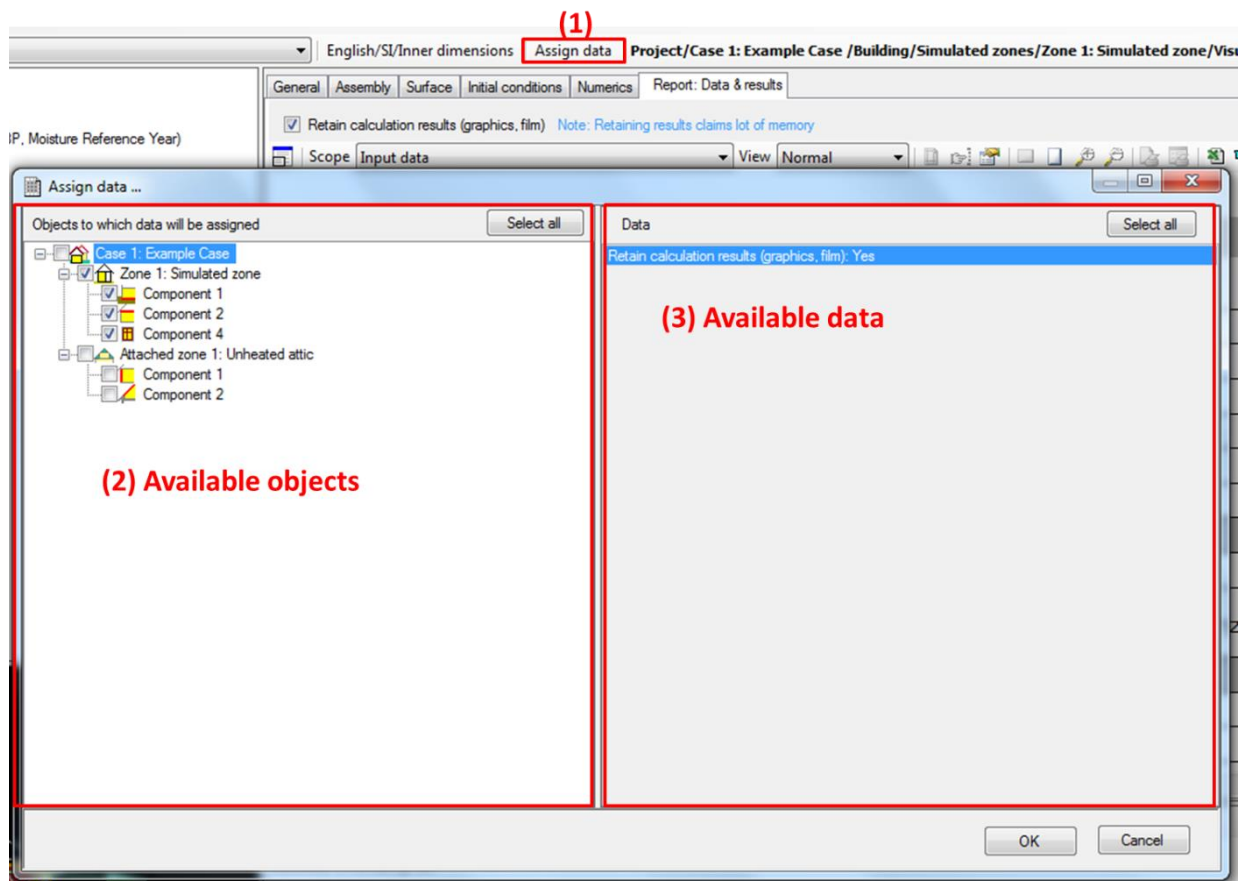 (1)
English/SI/Inner dimensions Assign data Project/Case 1: Example Case /Building/Simulated zones/Zone 1: Simulated zone/Visu
General Assembly Surface Initial conditions Numerics Report: Data & results
Retain calculation results (graphics, film) Note: Retaining results claims lot of memory
P, Moisture Reference Year)
Scope Input data View Normal
Assign data ...
Objects to which data will be assigned Select all Data Select all
Case 1: Example Case
Retain calculation results (graphics, film): Yes
Zone 1: Simulated zone
Component 1
Component 2
Component 4
(3) Available data
Attached zone 1: Unheated attic
Component 1
Component 2
(2) Available objects
OK Cancel